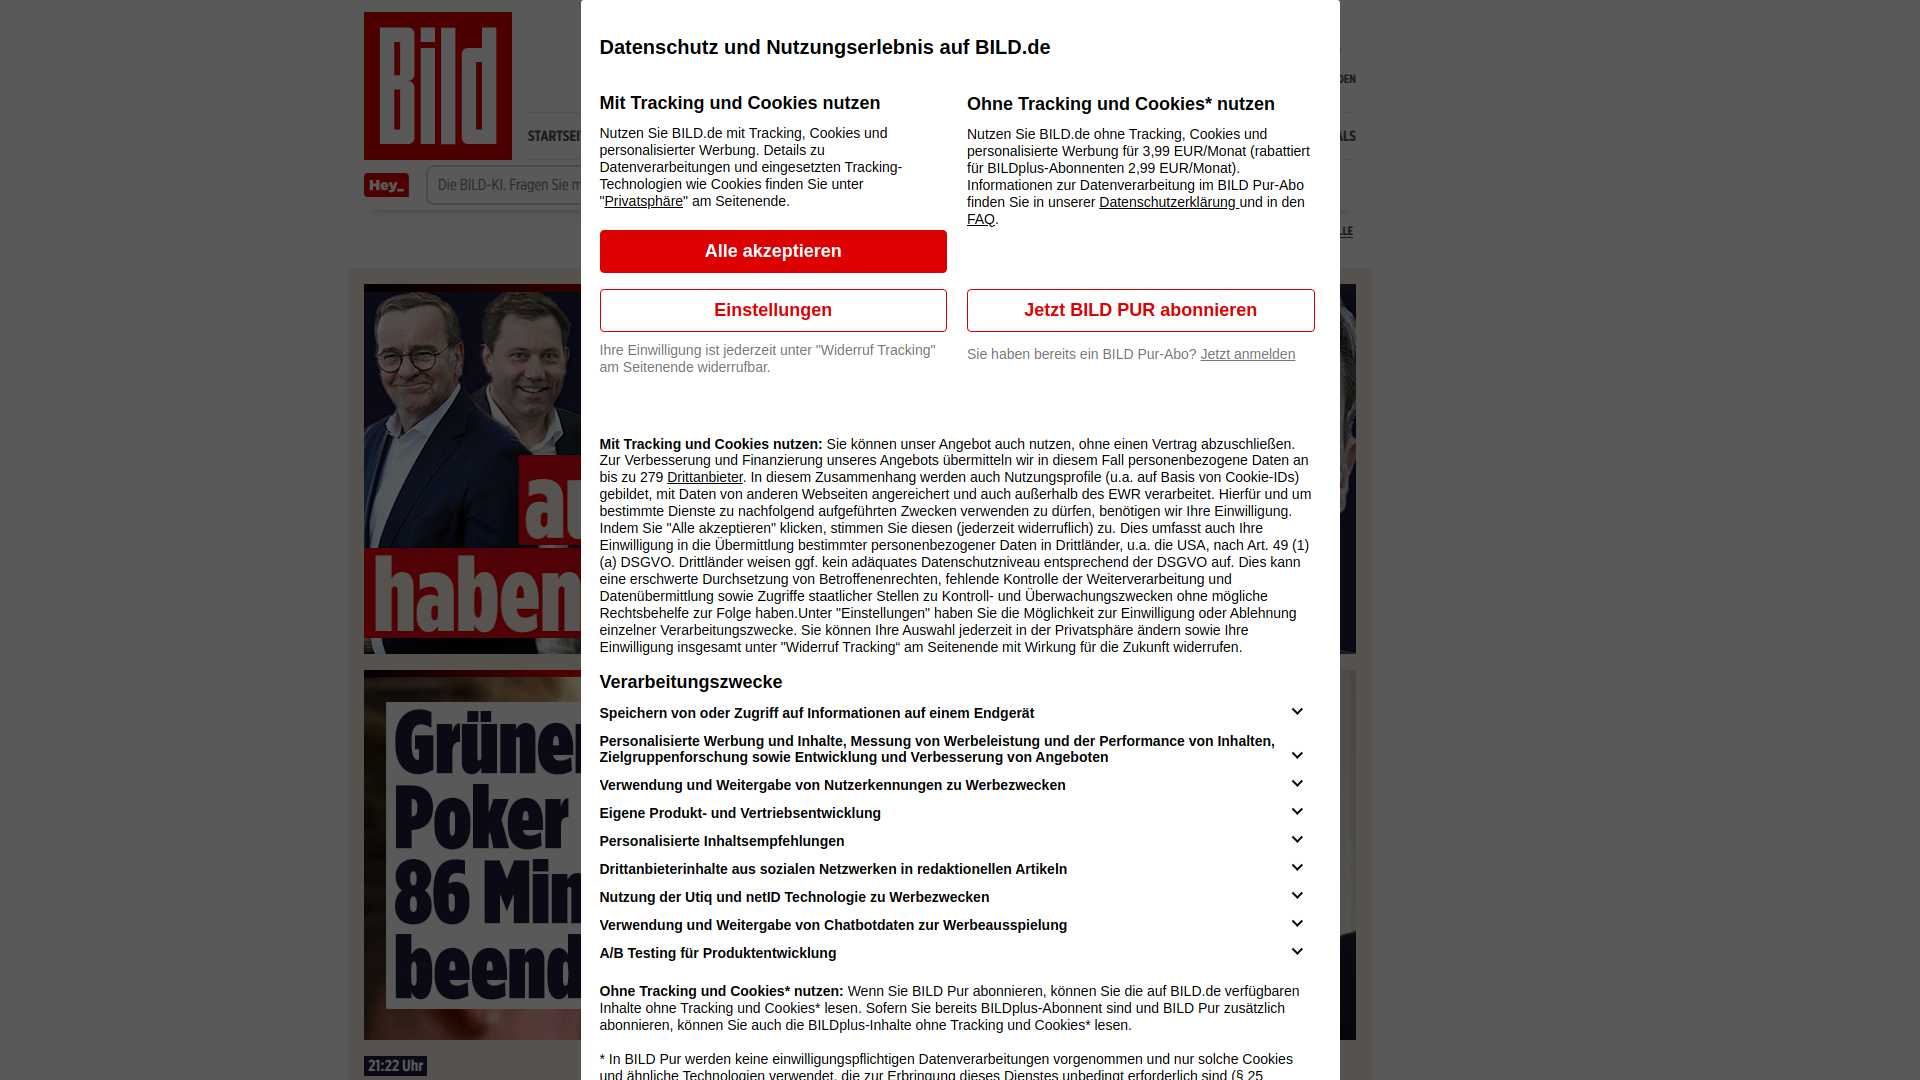 Bild
STARTSEI
Hey_
Die BILD-KI. Fragen Sie m
Datenschutz und Nutzungserlebnis auf BILD.de
Mit Tracking und Cookies nutzen
Nutzen Sie BILD.de mit Tracking, Cookies und
personalisierter Werbung. Details zu
Datenverarbeitungen und eingesetzten Tracking-
Technologien wie Cookies finden Sie unter
"Privatsphäre" am Seitenende.
Alle akzeptieren
Einstellungen
Ihre Einwilligung ist jederzeit unter "Widerruf Tracking"
am Seitenende widerrufbar.
Ohne Tracking und Cookies* nutzen
Nutzen Sie BILD.de ohne Tracking, Cookies und
personalisierte Werbung für 3,99 EUR/Monat (rabattiert
für BILDplus-Abonnenten 2,99 EUR/Monat).
Informationen zur Datenverarbeitung im BILD Pur-Abo
finden Sie in unserer Datenschutzerklärung und in den
FAQ.
Jetzt BILD PUR abonnieren
Sie haben bereits ein BILD Pur-Abo? Jetzt anmelden
Mit Tracking und Cookies nutzen: Sie können unser Angebot auch nutzen, ohne einen Vertrag abzuschließen.
Zur Verbesserung und Finanzierung unseres Angebots übermitteln wir in diesem Fall personenbezogene Daten an
bis zu 279 Drittanbieter. In diesem Zusammenhang werden auch Nutzungsprofile (u.a. auf Basis von Cookie-IDs)
gebildet, mit Daten von anderen Webseiten angereichert und auch außerhalb des EWR verarbeitet. Hierfür und um
bestimmte Dienste zu nachfolgend aufgeführten Zwecken verwenden zu dürfen, benötigen wir Ihre Einwilligung.
Indem Sie "Alle akzeptieren" klicken, stimmen Sie diesen (jederzeit widerruflich) zu. Dies umfasst auch Ihre
Einwilligung in die Übermittlung bestimmter personenbezogener Daten in Drittländer, u.a. die USA, nach Art. 49 (1)
(a) DSGVO. Drittländer weisen ggf. kein adäquates Datenschutzniveau entsprechend der DSGVO auf. Dies kann
eine erschwerte Durchsetzung von Betroffenenrechten, fehlende Kontrolle der Weiterverarbeitung und
Datenübermittlung sowie Zugriffe staatlicher Stellen zu Kontroll- und Überwachungszwecken ohne mögliche
Rechtsbehelfe zur Folge haben.Unter "Einstellungen" haben Sie die Möglichkeit zur Einwilligung oder Ablehnung
einzelner Verarbeitungszwecke. Sie können Ihre Auswahl jederzeit in der Privatsphäre ändern sowie Ihre
Einwilligung insgesamt unter "Widerruf Tracking“ am Seitenende mit Wirkung für die Zukunft widerrufen.
Verarbeitungszwecke
Speichern von oder Zugriff auf Informationen auf einem Endgerät
Personalisierte Werbung und Inhalte, Messung von Werbeleistung und der Performance von Inhalten,
Zielgruppenforschung sowie Entwicklung und Verbesserung von Angeboten
Verwendung und Weitergabe von Nutzerkennungen zu Werbezwecken
Eigene Produkt- und Vertriebsentwicklung
Personalisierte Inhaltsempfehlungen
Drittanbieterinhalte aus sozialen Netzwerken in redaktionellen Artikeln
Nutzung der Utiq und netID Technologie zu Werbezwecken
Verwendung und Weitergabe von Chatbotdaten zur Werbeausspielung
A/B Testing für Produktentwicklung
Ohne Tracking und Cookies* nutzen: Wenn Sie BILD Pur abonnieren, können Sie die auf BILD.de verfügbaren
Inhalte ohne Tracking und Cookies* lesen. Sofern Sie bereits BILDplus-Abonnent sind und BILD Pur zusätzlich
abonnieren, können Sie auch die BILDplus-Inhalte ohne Tracking und Cookies* lesen.
* In BILD Pur werden keine einwilligungspflichtigen Datenverarbeitungen vorgenommen und nur solche Cookies
und ähnliche Technologien verwendet, die zur Erbringung dieses Dienstes unbedingt erforderlich sind (§ 25
DEN
ALS
LLE
au
haben
Grüner
Poker
86 Min
beend
21:22 Uhr